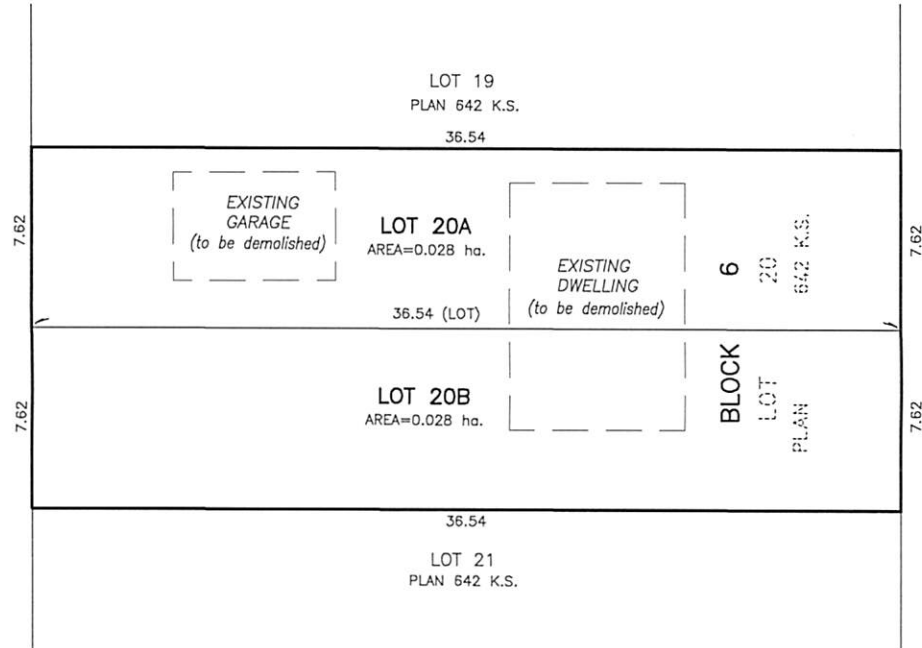 LOT 19
PLAN 642 K.S.
36.54
7.62
EXISTING
GARAGE
(to be demolished)
LOT 20A
AREA=0.028 ha.
EXISTING
DWELLING
(to be demolished)
7.62
36.54 (LOT)
7.62
LOT 20B
AREA=0.028 ha.
BLOCK 6
LOT 20
PLAN 642 K.S.
7.62
36.54
LOT 21
PLAN 642 K.S.